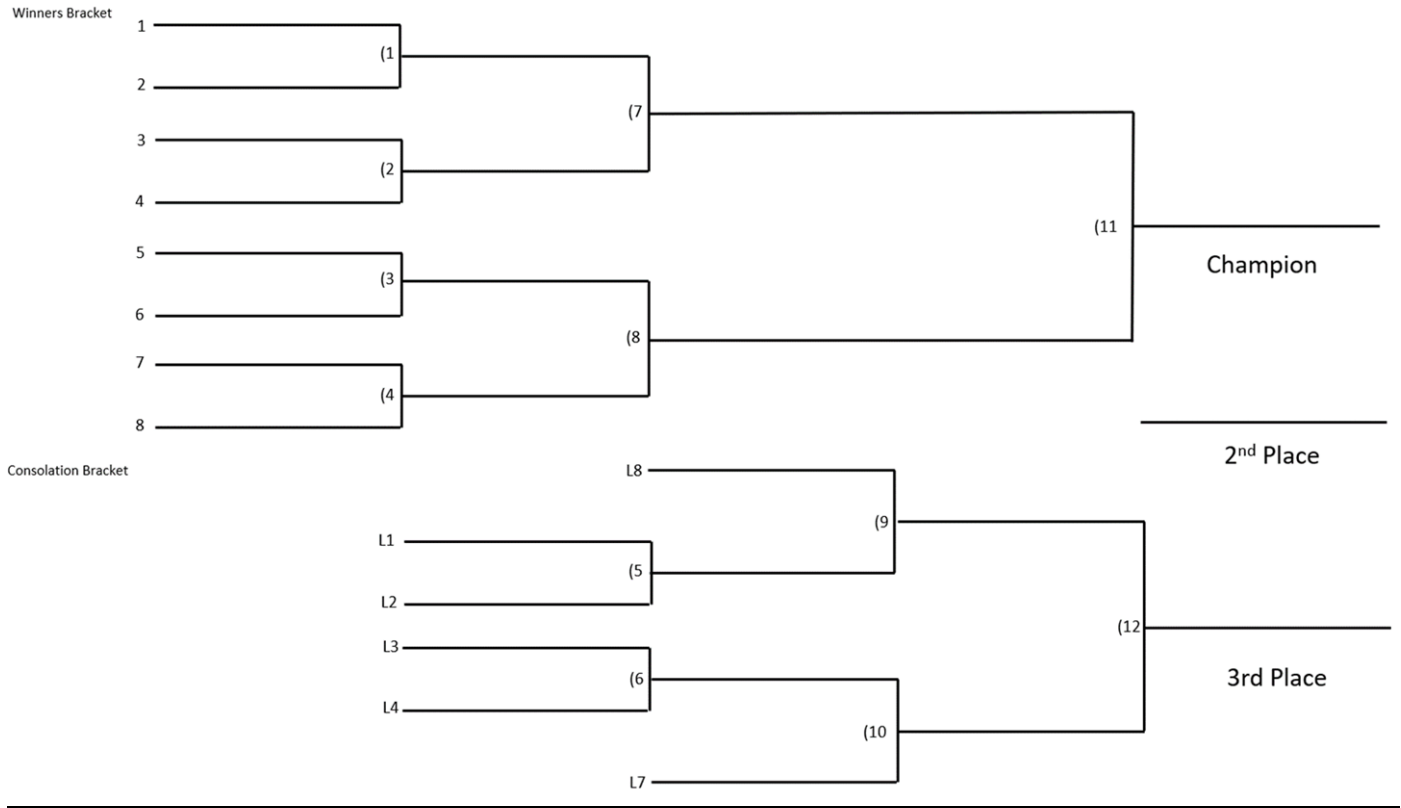 Winners Bracket
1
(1
2
(7
3
(2
4
(11
5
Champion
(3
6
(8
7
(4
8
2nd Place
Consolation Bracket
L8
(9
L1
(5
L2
(12
L3
3rd Place
(6
L4
(10
L7